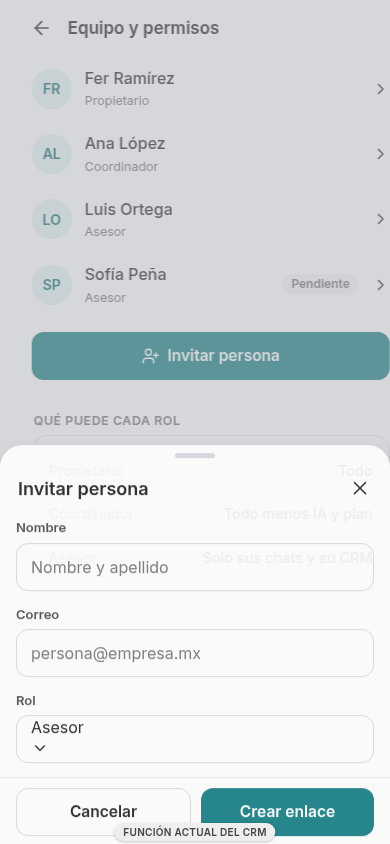 Equipo y permisos
FR
Fer Ramírez
Propietario
AL
Ana López
Coordinador
LO
Luis Ortega
Asesor
SP
Sofía Peña
Asesor
Pendiente
Invitar persona
QUÉ PUEDE CADA ROL
Propietario Todo
Invitar persona
Coordinador Todo menos IA y plan
Nombre
Asesor Solo sus chats y su CRM
Nombre y apellido
Correo
persona@empresa.mx
Rol
Asesor
Cancelar Crear enlace
FUNCIÓN ACTUAL DEL CRM